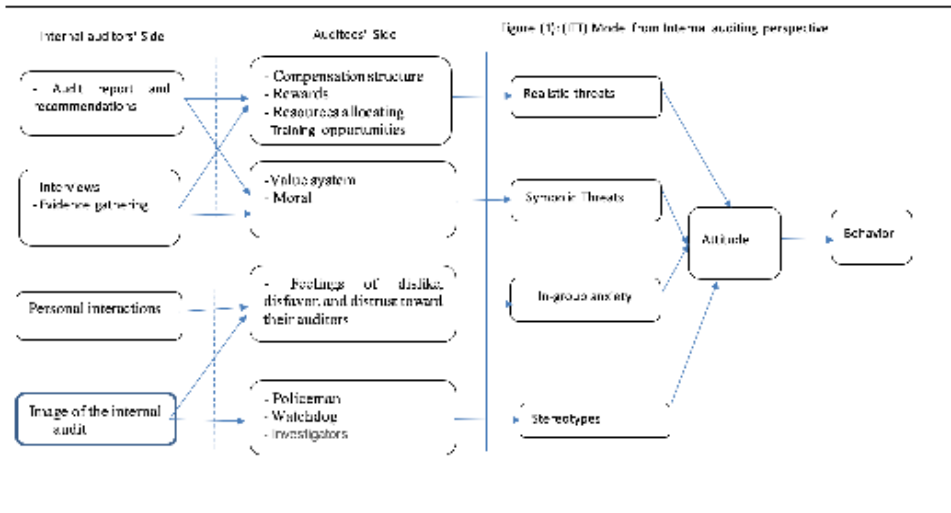 Internal auditors' Side
Auditees' Side
Figure (1): (ITT) Model from Internal auditing perspective
- Audit report and
recommendations
Interviews
- Evidence gathering
Personal interactions
Image of the internal
audit
- Compensation structure
- Rewards
- Resources allocating
Training opportunities
- Value system
- Moral
- Feelings of dislike,
disfavor, and distrust toward
their auditors
- Policeman
- Watchdog
- Investigators
Realistic threats
Symbolic Threats
In-group anxiety
Stereotypes
Attitude
Behavior